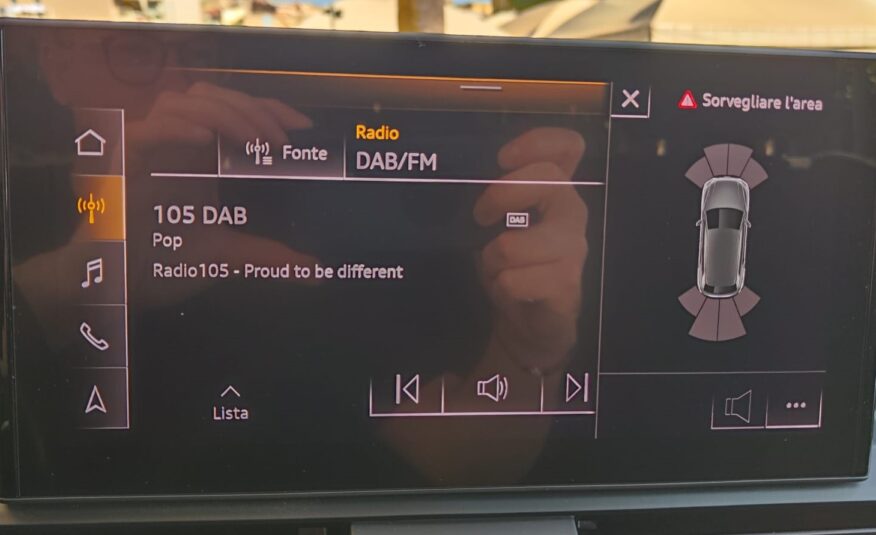 Sorvegliare l'area
Radio
Fonte
DAB/FM
105 DAB
DAB
Pop
Radio105 - Proud to be different
Lista